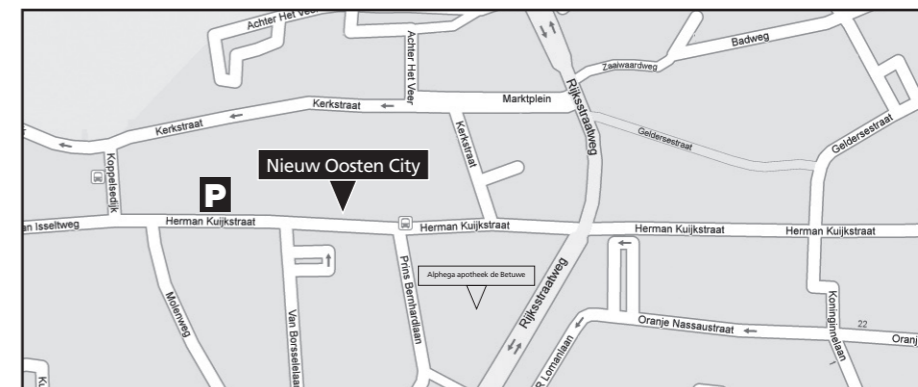 Achter Het Veer
Achter Het Veer
Badweg
Zaaiwaardweg
Rijksstraatweg
Marktplein
Kerkstraat
Kerkstraat
Kerkstraat
Geldersestraat
Geldersestraat
Koppelsedijk
Nieuw Oosten City
P
an Isseltweg
Herman Kuijkstraat
Herman Kuijkstraat
Herman Kuijkstraat
Herman Kuijkstraat
Alphega apotheek de Betuwe
Prins Bernhardlaan
Rijksstraatweg
Molenweg
Van Borsselelaan
Koninginnelaan
22
Oranje Nassaustraat
Oranj
R Lomanlaan